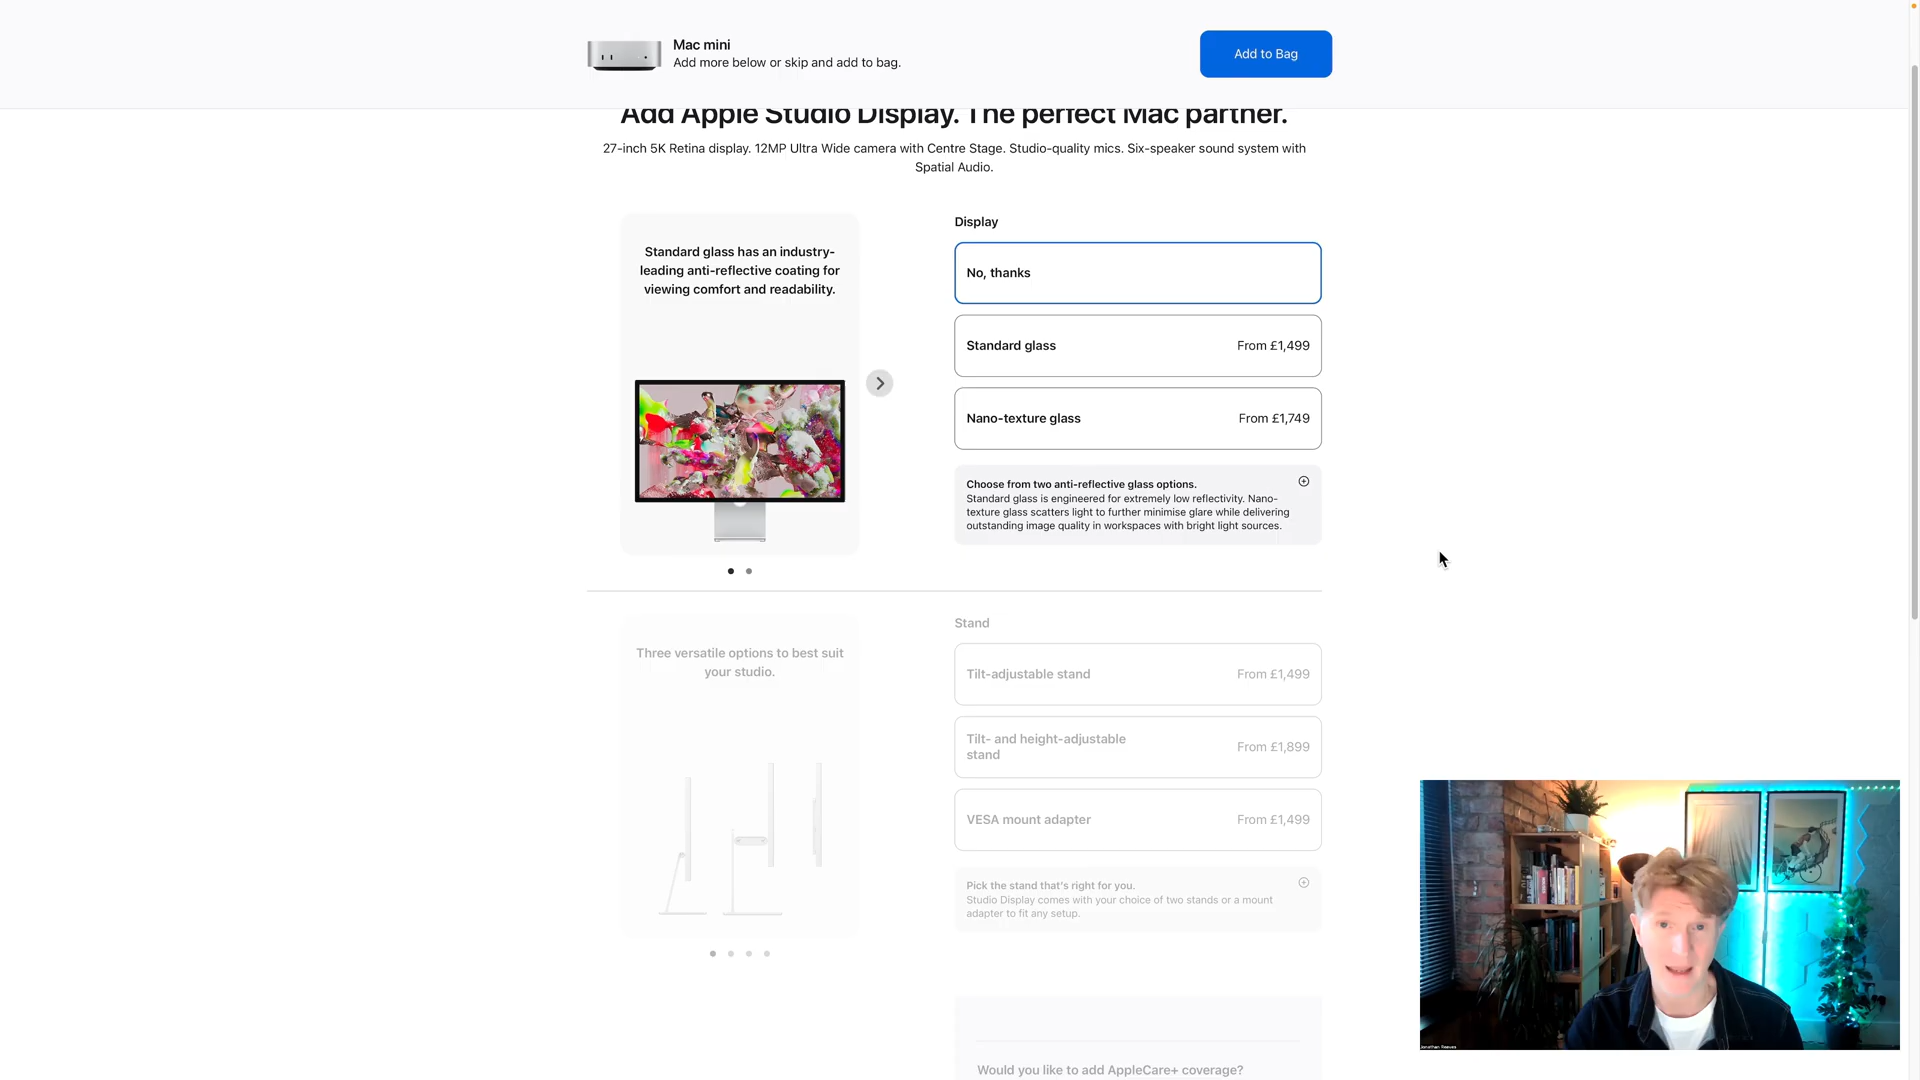 Mac mini
Add more below or skip and add to bag.
Add to Bag
Add Apple Studio Display. The perfect Mac partner.
27-inch 5K Retina display. 12MP Ultra Wide camera with Centre Stage. Studio-quality mics. Six-speaker sound system with
Spatial Audio.
Standard glass has an industry-
leading anti-reflective coating for
viewing comfort and readability.
Display
No, thanks
Standard glass From £1,499
Nano-texture glass From £1,749
Choose from two anti-reflective glass options.
Standard glass is engineered for extremely low reflectivity. Nano-
texture glass scatters light to further minimise glare while delivering
outstanding image quality in workspaces with bright light sources.
Three versatile options to best suit
your studio.
Stand
Tilt-adjustable stand From £1,499
Tilt- and height-adjustable
stand From £1,899
VESA mount adapter From £1,499
Pick the stand that's right for you.
Studio Display comes with your choice of two stands or a mount
adapter to fit any setup.
Would you like to add AppleCare+ coverage?
Jonathan Reeves